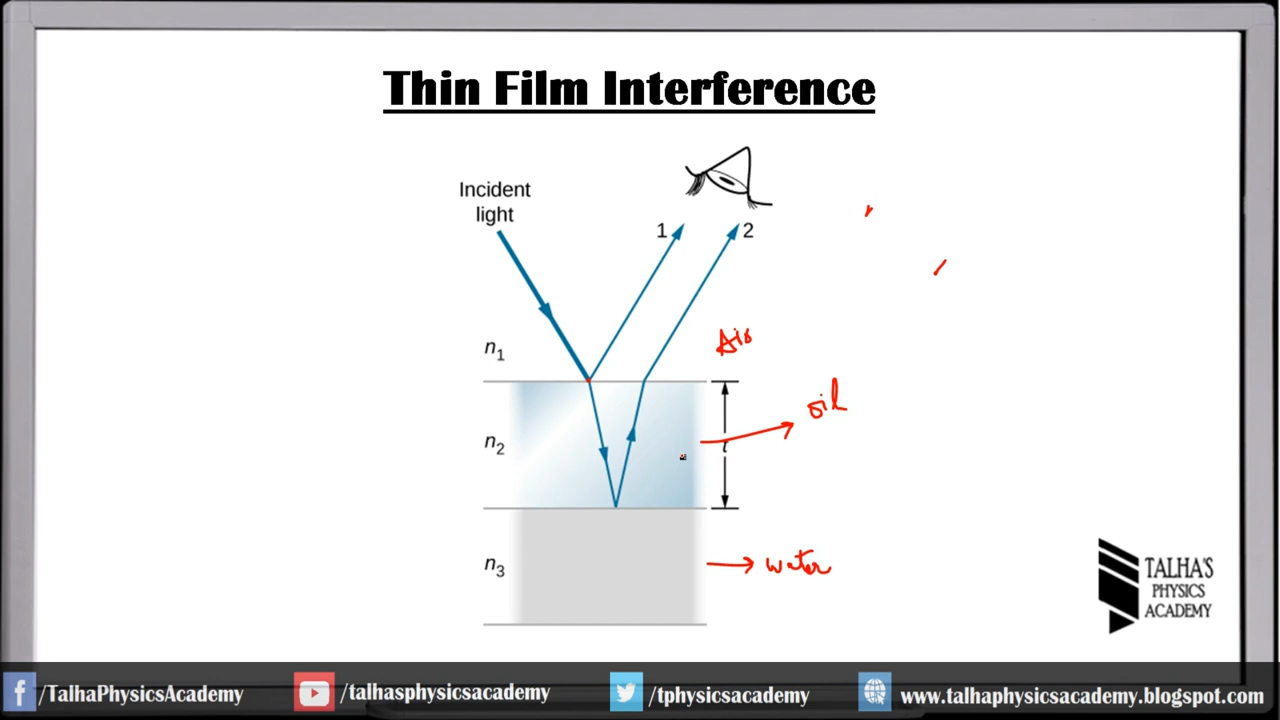 Thin Film Interference
Incident
light
1
2
n1
Air
oil
n2
t
n3
water
TALHA'S
PHYSICS
ACADEMY
/TalhaPhysicsAcademy
/talhasphysicsacademy
/tphysicsacademy
www.talhaphysicsacademy.blogspot.com